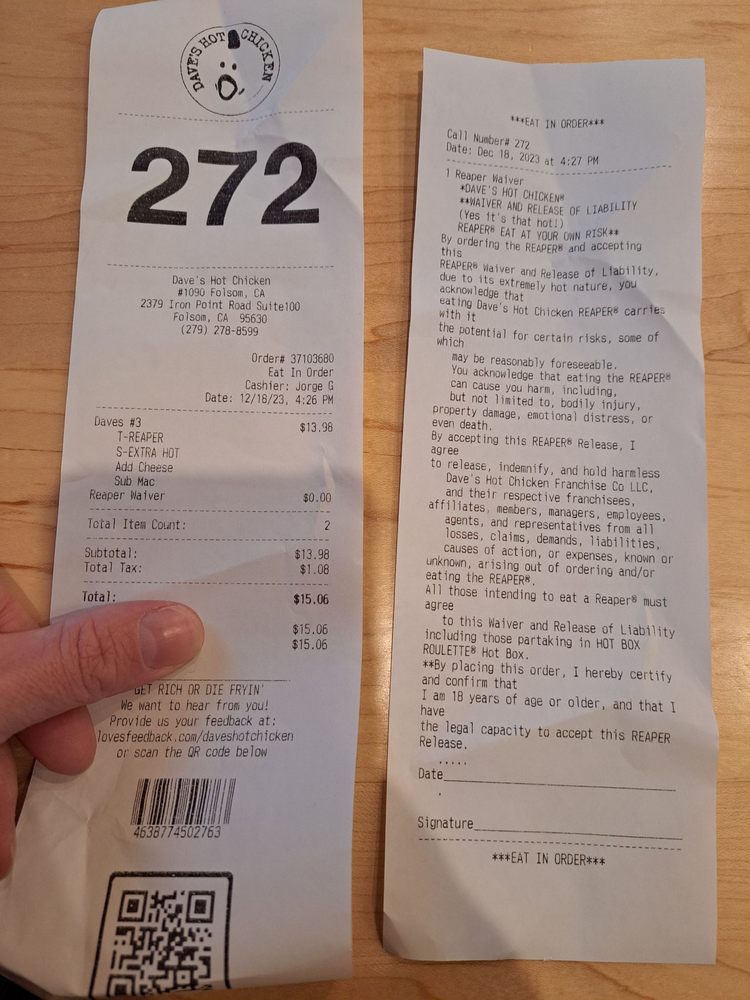 DAVE'S HOT CHICKEN
272
Dave's Hot Chicken
#1090 Folsom, CA
2379 Iron Point Road Suite100
Folsom, CA 95630
(279) 278-8599
Order# 37103680
Eat In Order
Cashier: Jorge G
Date: 12/18/23, 4:26 PM
Daves #3 $13.98
T-REAPER
S-EXTRA HOT
Add Cheese
Sub Mac
Reaper Waiver $0.00
Total Item Count: 2
Subtotal: $13.98
Total Tax: $1.08
Total: $15.06
$15.06
$15.06
GET RICH OR DIE FRYIN'
We want to hear from you!
Provide us your feedback at:
lovesfeedback.com/daveshotchicken
or scan the QR code below
4638774502763
***EAT IN ORDER***
Call Number# 272
Date: Dec 18, 2023 at 4:27 PM
1 Reaper Waiver
*DAVE'S HOT CHICKEN®
**WAIVER AND RELEASE OF LIABILITY
(Yes it's that hot!)
REAPER® EAT AT YOUR OWN RISK**
By ordering the REAPER® and accepting
this
REAPER® Waiver and Release of Liability,
due to its extremely hot nature, you
acknowledge that
eating Dave's Hot Chicken REAPER® carries
with it
the potential for certain risks, some of
which
may be reasonably foreseeable.
You acknowledge that eating the REAPER®
can cause you harm, including,
but not limited to, bodily injury,
property damage, emotional distress, or
even death.
By accepting this REAPER® Release, I
agree
to release, indemnify, and hold harmless
Dave's Hot Chicken Franchise Co LLC,
and their respective franchisees,
affiliates, members, managers, employees,
agents, and representatives from all
losses, claims, demands, liabilities,
causes of action, or expenses, known or
unknown, arising out of ordering and/or
eating the REAPER®.
All those intending to eat a Reaper® must
agree
to this Waiver and Release of Liability
including those partaking in HOT BOX
ROULETTE® Hot Box.
**By placing this order, I hereby certify
and confirm that
I am 18 years of age or older, and that I
have
the legal capacity to accept this REAPER
Release.
.....
Date
.
Signature
***EAT IN ORDER***